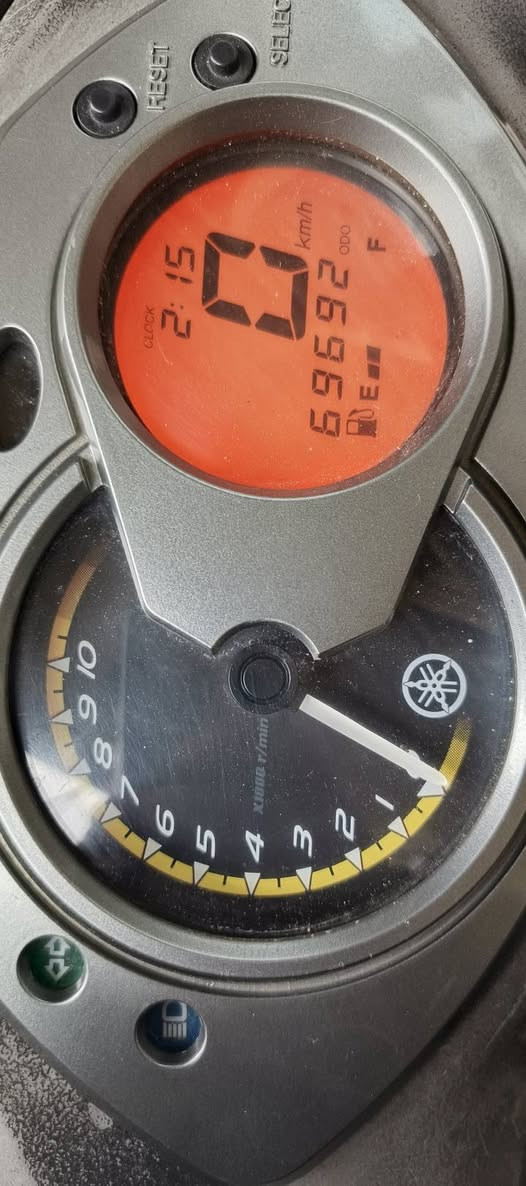 RESET
SELEC
CLOCK
2:15
0 km/h
69692 ODO
E F
1
2
3
4
5
6
7
8
9
10
X1000 r/min